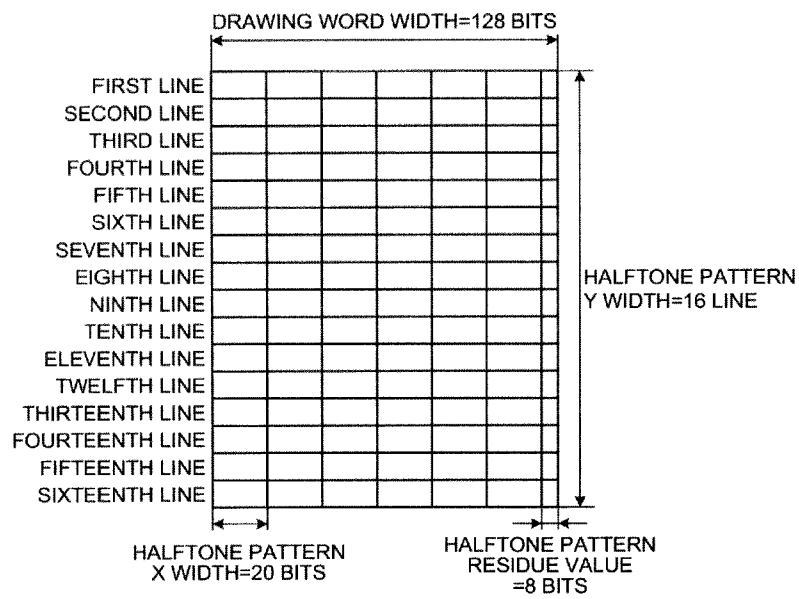 DRAWING WORD WIDTH=128 BITS
FIRST LINE
SECOND LINE
THIRD LINE
FOURTH LINE
FIFTH LINE
SIXTH LINE
SEVENTH LINE
EIGHTH LINE
NINTH LINE
TENTH LINE
ELEVENTH LINE
TWELFTH LINE
THIRTEENTH LINE
FOURTEENTH LINE
FIFTEENTH LINE
SIXTEENTH LINE
HALFTONE PATTERN
Y WIDTH=16 LINE
HALFTONE PATTERN
X WIDTH=20 BITS
HALFTONE PATTERN
RESIDUE VALUE
=8 BITS